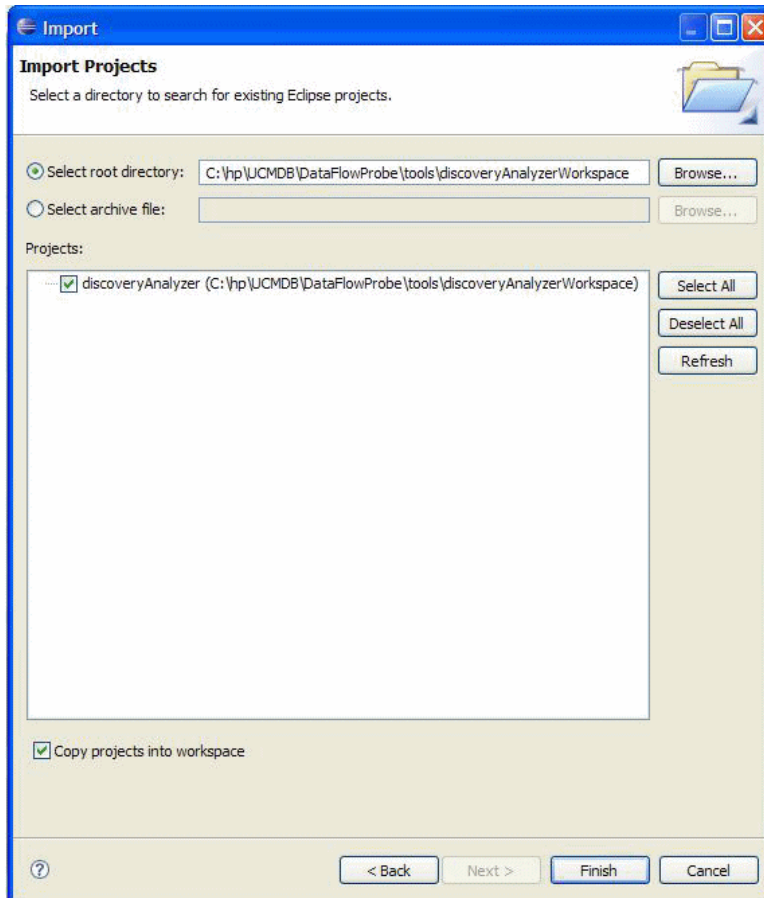 Import
Import Projects
Select a directory to search for existing Eclipse projects.
Select root directory: C:\hp\UCMDB\DataFlowProbe\tools\discoveryAnalyzerWorkspace Browse...
Select archive file: Browse...
Projects:
discoveryAnalyzer (C:\hp\UCMDB\DataFlowProbe\tools\discoveryAnalyzerWorkspace) Select All
Deselect All
Refresh
Copy projects into workspace
? < Back Next > Finish Cancel